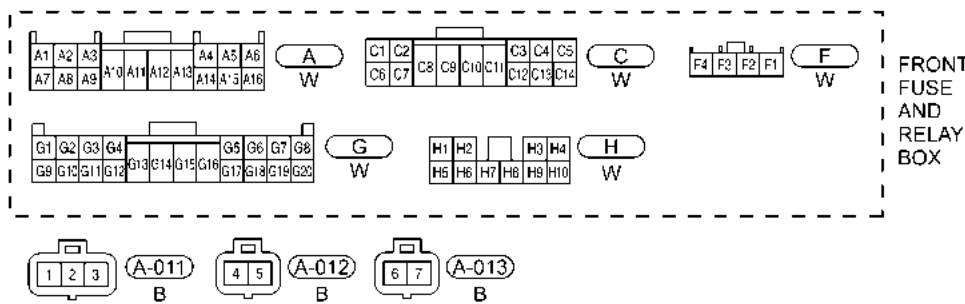 A1 A2 A3 A4 A5 A6
A7 A8 A9 A10 A11 A12 A13 A14 A15 A16
A
W
C1 C2 C3 C4 C5
C6 C7 C8 C9 C10 C11 C12 C13 C14
C
W
F4 F3 F2 F1
F
W
FRONT
FUSE
AND
RELAY
BOX
G1 G2 G3 G4 G5 G6 G7 G8
G9 G10 G11 G12 G13 G14 G15 G16 G17 G18 G19 G20
G
W
H1 H2 H3 H4
H5 H6 H7 H8 H9 H10
H
W
1 2 3
A-011
B
4 5
A-012
B
6 7
A-013
B